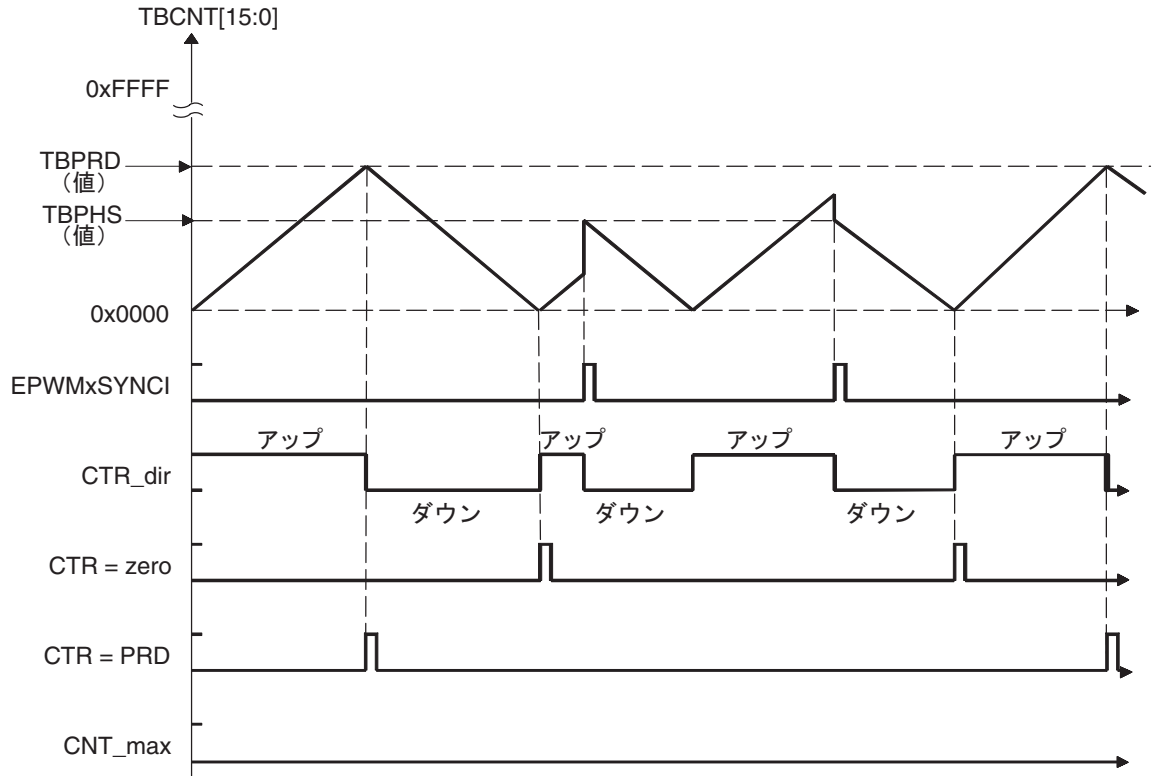 TBCNT[15:0]
0xFFFF
TBPRD
（値）
TBPHS
（値）
0x0000
EPWMxSYNCI
アップ アップ アップ アップ
CTR_dir
ダウン ダウン ダウン
CTR = zero
CTR = PRD
CNT_max